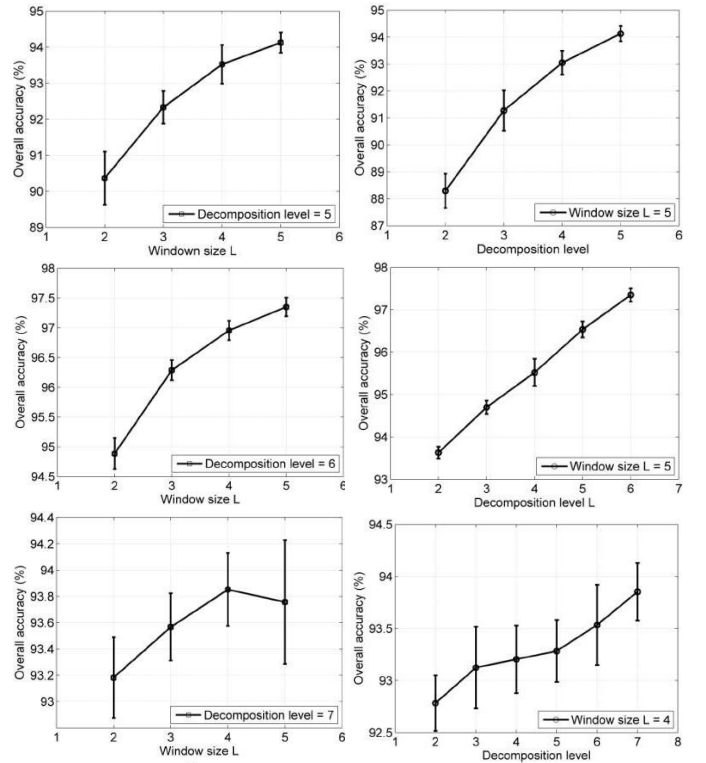 95
94
93
92
91
90
89
Overall accuracy (%)
1 2 3 4 5 6
Windown size L
Decomposition level = 5
95
94
93
92
91
90
89
88
87
Overall accuracy (%)
1 2 3 4 5 6
Decomposition level
Window size L = 5
98
97.5
97
96.5
96
95.5
95
94.5
Overall accuracy (%)
1 2 3 4 5 6
Window size L
Decomposition level = 6
98
97
96
95
94
93
Overall accuracy (%)
1 2 3 4 5 6 7
Decomposition level L
Window size L = 5
94.4
94.2
94
93.8
93.6
93.4
93.2
93
Overall accuracy (%)
1 2 3 4 5 6
Window size L
Decomposition level = 7
94.5
94
93.5
93
92.5
Overall accuracy (%)
1 2 3 4 5 6 7 8
Decomposition level
Window size L = 4